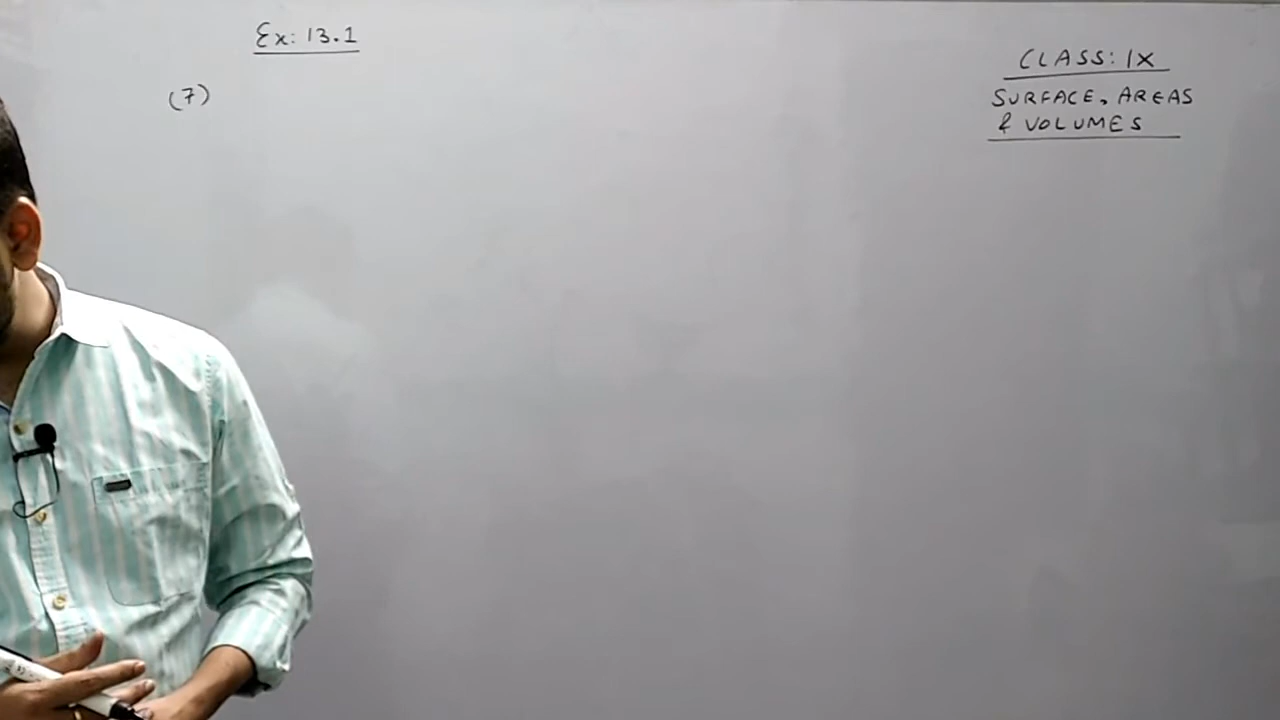 Ex: 13.1
(7)
CLASS: IX
SURFACE, AREAS
& VOLUMES